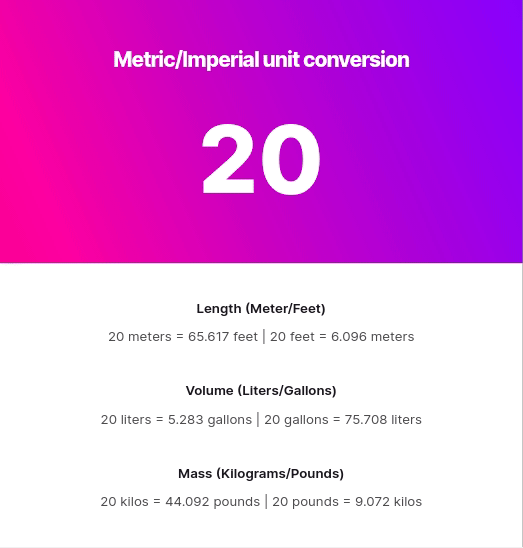 Metric/Imperial unit conversion
20
Length (Meter/Feet)
20 meters = 65.617 feet | 20 feet = 6.096 meters
Volume (Liters/Gallons)
20 liters = 5.283 gallons | 20 gallons = 75.708 liters
Mass (Kilograms/Pounds)
20 kilos = 44.092 pounds | 20 pounds = 9.072 kilos